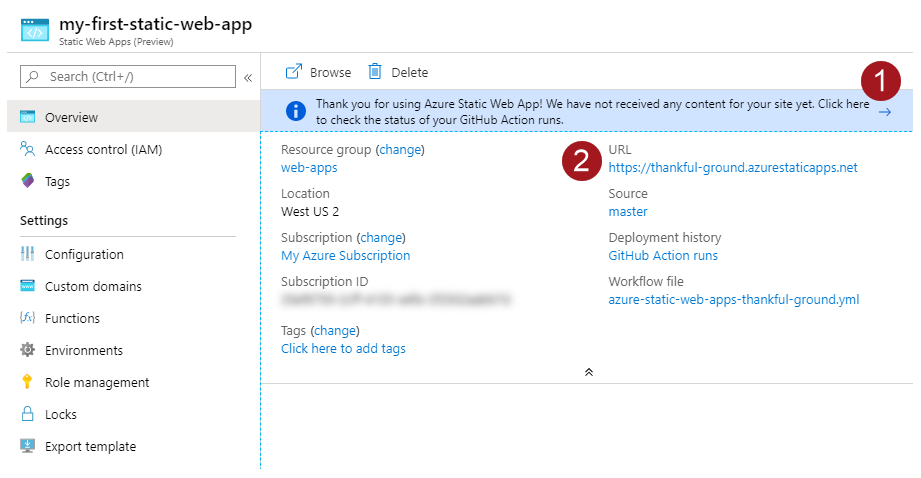 my-first-static-web-app
Static Web Apps (Preview)
Search (Ctrl+/)
«
Overview
Access control (IAM)
Tags
Settings
Configuration
Custom domains
Functions
Environments
Role management
Locks
Export template
Browse
Delete
1
Thank you for using Azure Static Web App! We have not received any content for your site yet. Click here
to check the status of your GitHub Action runs.
→
Resource group (change)
web-apps
Location
West US 2
Subscription (change)
My Azure Subscription
Subscription ID
Tags (change)
Click here to add tags
2
URL
https://thankful-ground.azurestaticapps.net
Source
master
Deployment history
GitHub Action runs
Workflow file
azure-static-web-apps-thankful-ground.yml